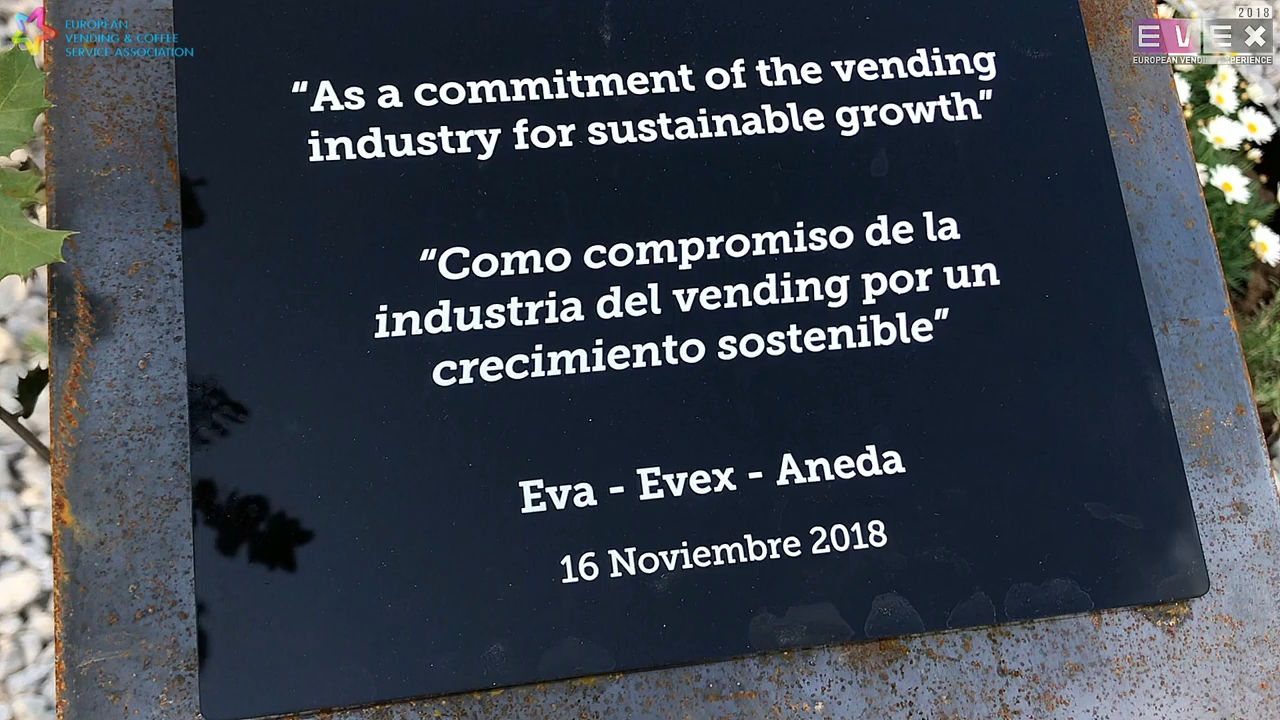 EUROPEAN
VENDING & COFFEE
SERVICE ASSOCIATION
2018
EVEX
EUROPEAN VENDING EXPERIENCE
“As a commitment of the vending
industry for sustainable growth”
“Como compromiso de la
industria del vending por un
crecimiento sostenible”
Eva - Evex - Aneda
16 Noviembre 2018